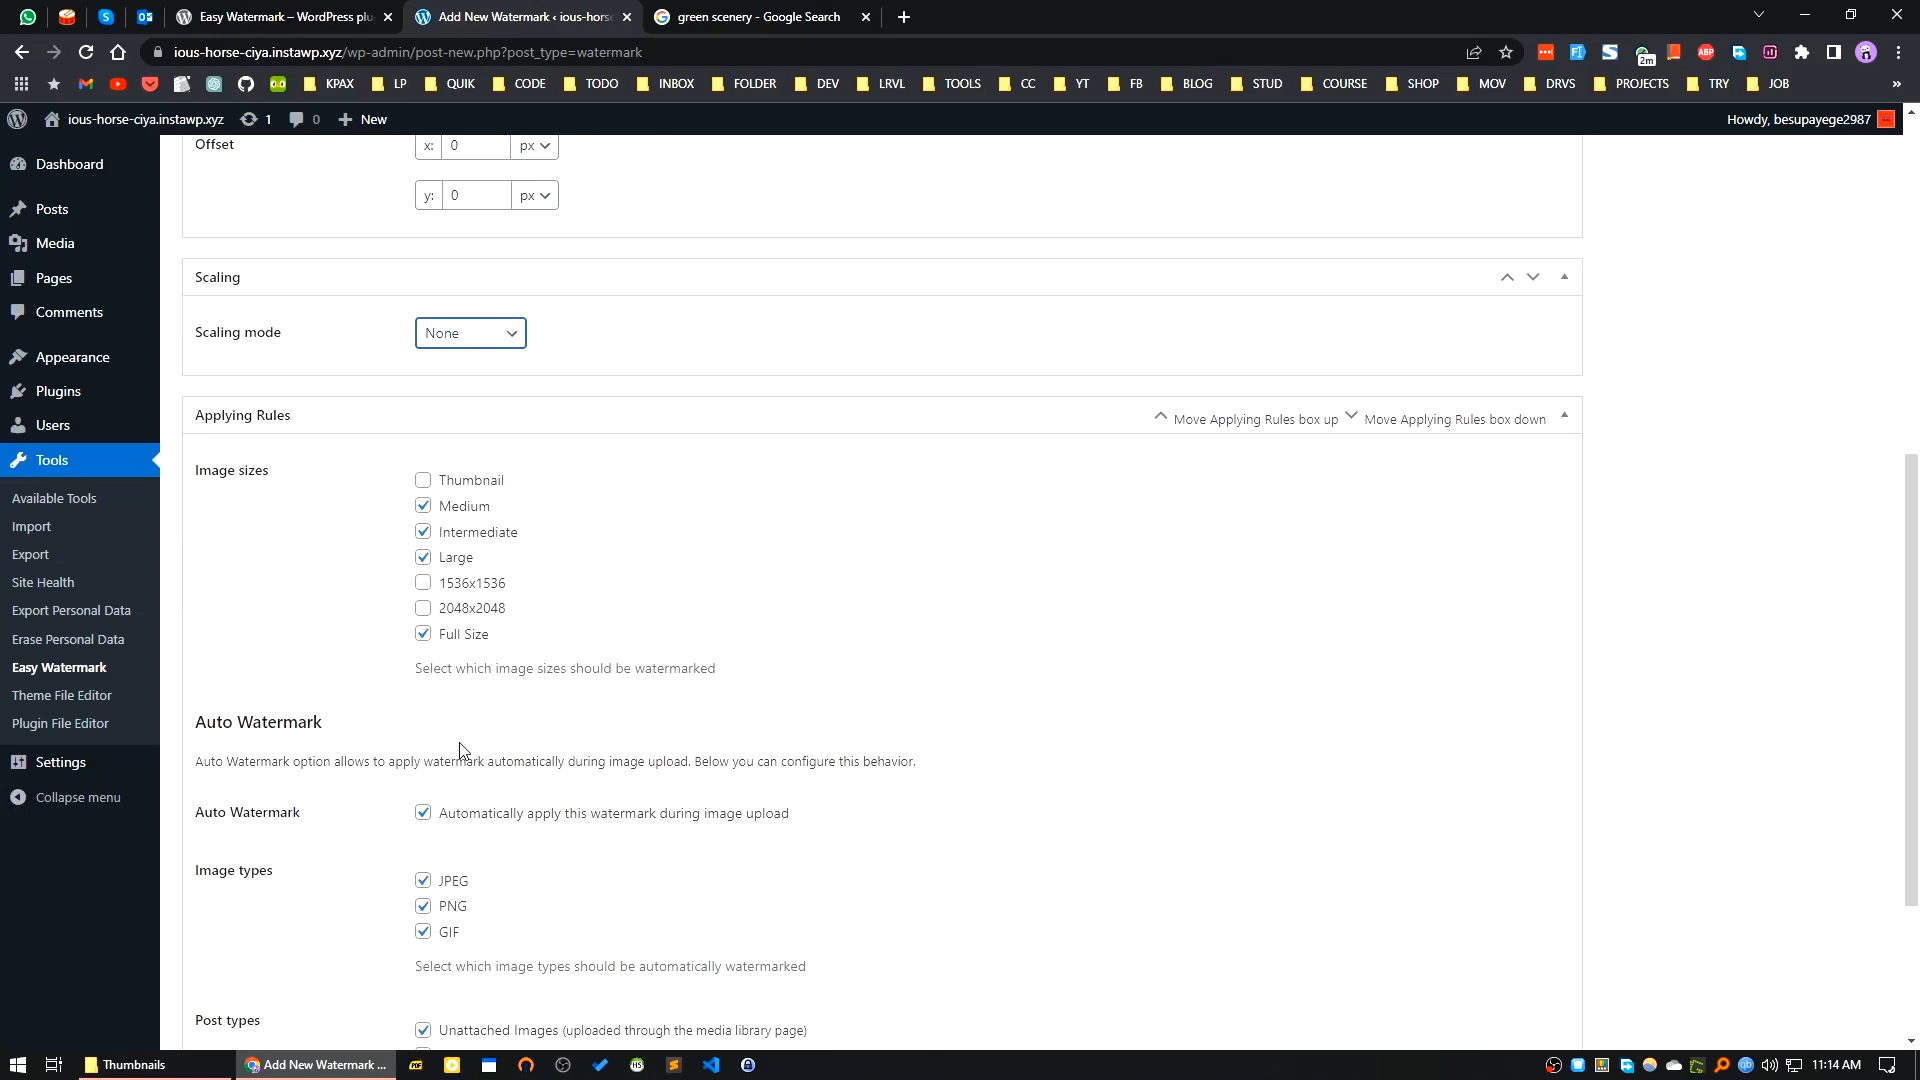 Easy Watermark – WordPress plu
Add New Watermark ‹ ious-horse
green scenery - Google Search
ious-horse-ciya.instawp.xyz/wp-admin/post-new.php?post_type=watermark
2m
ABP
KPAX
LP
QUIK
CODE
TODO
INBOX
FOLDER
DEV
LRVL
TOOLS
CC
YT
FB
BLOG
STUD
COURSE
SHOP
MOV
DRVS
PROJECTS
TRY
JOB
»
ious-horse-ciya.instawp.xyz
1
0
New
Howdy, besupayege2987
Dashboard
Posts
Media
Pages
Comments
Appearance
Plugins
Users
Tools
Available Tools
Import
Export
Site Health
Export Personal Data
Erase Personal Data
Easy Watermark
Theme File Editor
Plugin File Editor
Settings
Collapse menu
Offset
x: 0 px
y: 0 px
Scaling
Scaling mode
None
Applying Rules
Move Applying Rules box up
Move Applying Rules box down
Image sizes
Thumbnail
Medium
Intermediate
Large
1536x1536
2048x2048
Full Size
Select which image sizes should be watermarked
Auto Watermark
Auto Watermark option allows to apply watermark automatically during image upload. Below you can configure this behavior.
Auto Watermark
Automatically apply this watermark during image upload
Image types
JPEG
PNG
GIF
Select which image types should be automatically watermarked
Post types
Unattached Images (uploaded through the media library page)
Thumbnails
Add New Watermark ...
11:14 AM